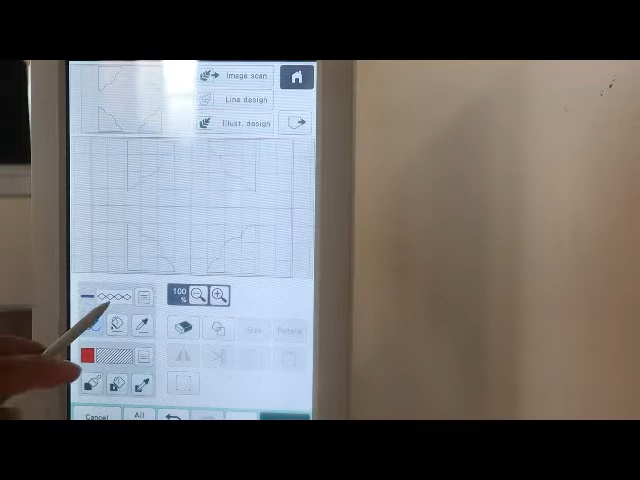 Image scan
Line design
Illust. design
100
%
Size
Rotate
Cancel
All